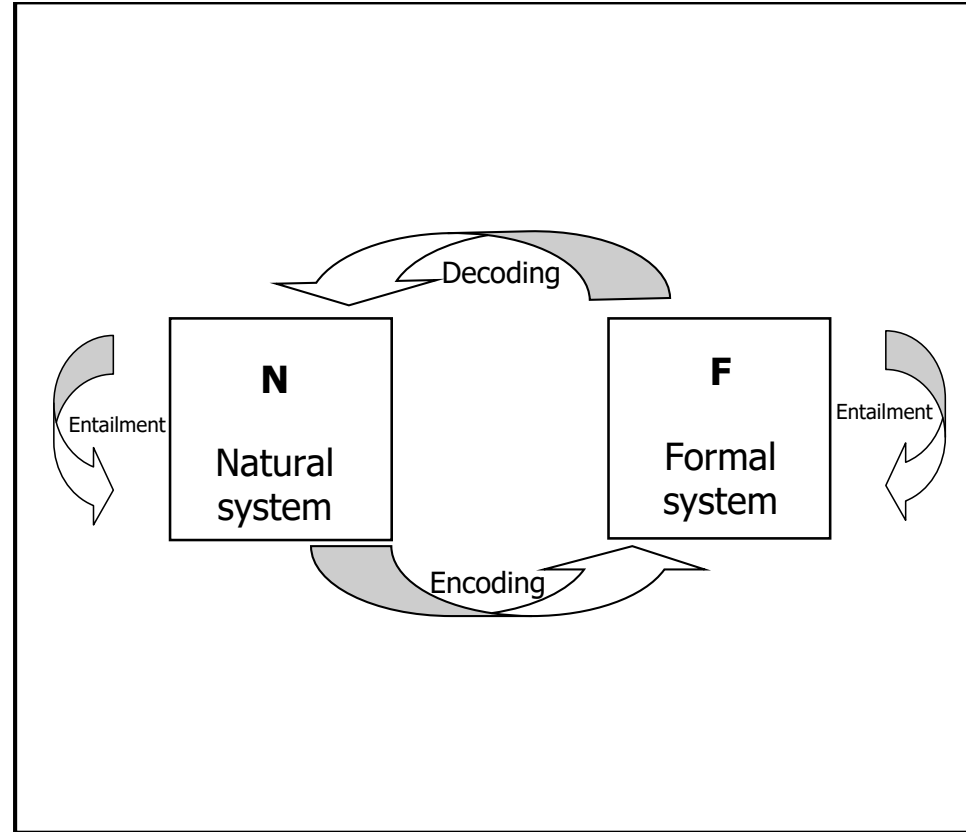 Decoding
N
Natural
system
Entailment
F
Formal
system
Entailment
Encoding